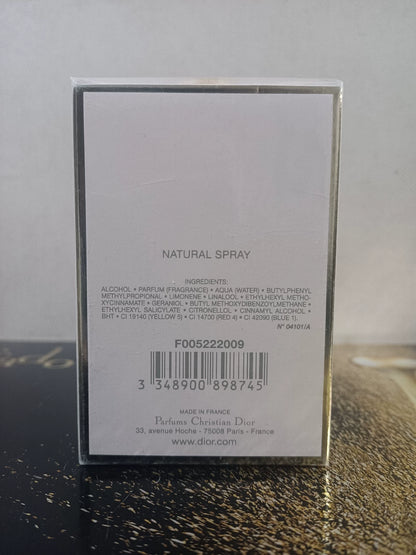 NATURAL SPRAY
INGREDIENTS:
ALCOHOL • PARFUM (FRAGRANCE) • AQUA (WATER) • BUTYLPHENYL
METHYLPROPIONAL • LIMONENE • LINALOOL • ETHYLHEXYL METHO-
XYCINNAMATE • GERANIOL • BUTYL METHOXYDIBENZOYLMETHANE •
ETHYLHEXYL SALICYLATE • CITRONELLOL • CINNAMYL ALCOHOL •
BHT • CI 19140 (YELLOW 5) • CI 14700 (RED 4) • CI 42090 (BLUE 1).
N° 04101/A
F005222009
3 348900 898745
MADE IN FRANCE
Parfums Christian Dior
33, avenue Hoche - 75008 Paris - France
www.dior.com